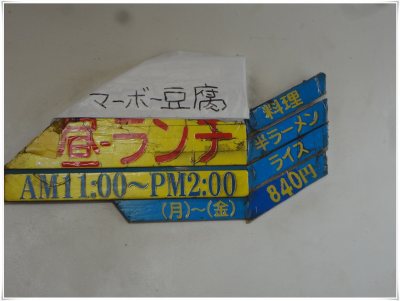 マーボー豆腐
昼・ランチ
AM11:00～PM2:00
(月)～(金)
料理
半ラーメン
ライス
840円